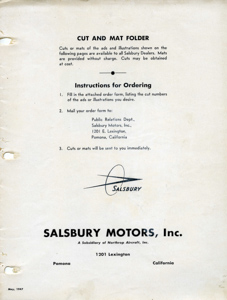 CUT AND MAT FOLDER
Cuts or mats of the ads and illustrations shown on the
following pages are available to all Salsbury Dealers. Mats
are provided without charge. Cuts may be obtained
at cost.
Instructions for Ordering
1. Fill in the attached order form, listing the cut numbers
of the ads or illustrations you desire.
2. Mail your order form to:
Public Relations Dept.,
Salsbury Motors, Inc.,
1201 E. Lexington,
Pomona, California
3. Cuts or mats will be sent to you immediately.
SALSBURY
SALSBURY MOTORS, Inc.
A Subsidiary of Northrop Aircraft, Inc.
1201 Lexington
Pomona California
May, 1947